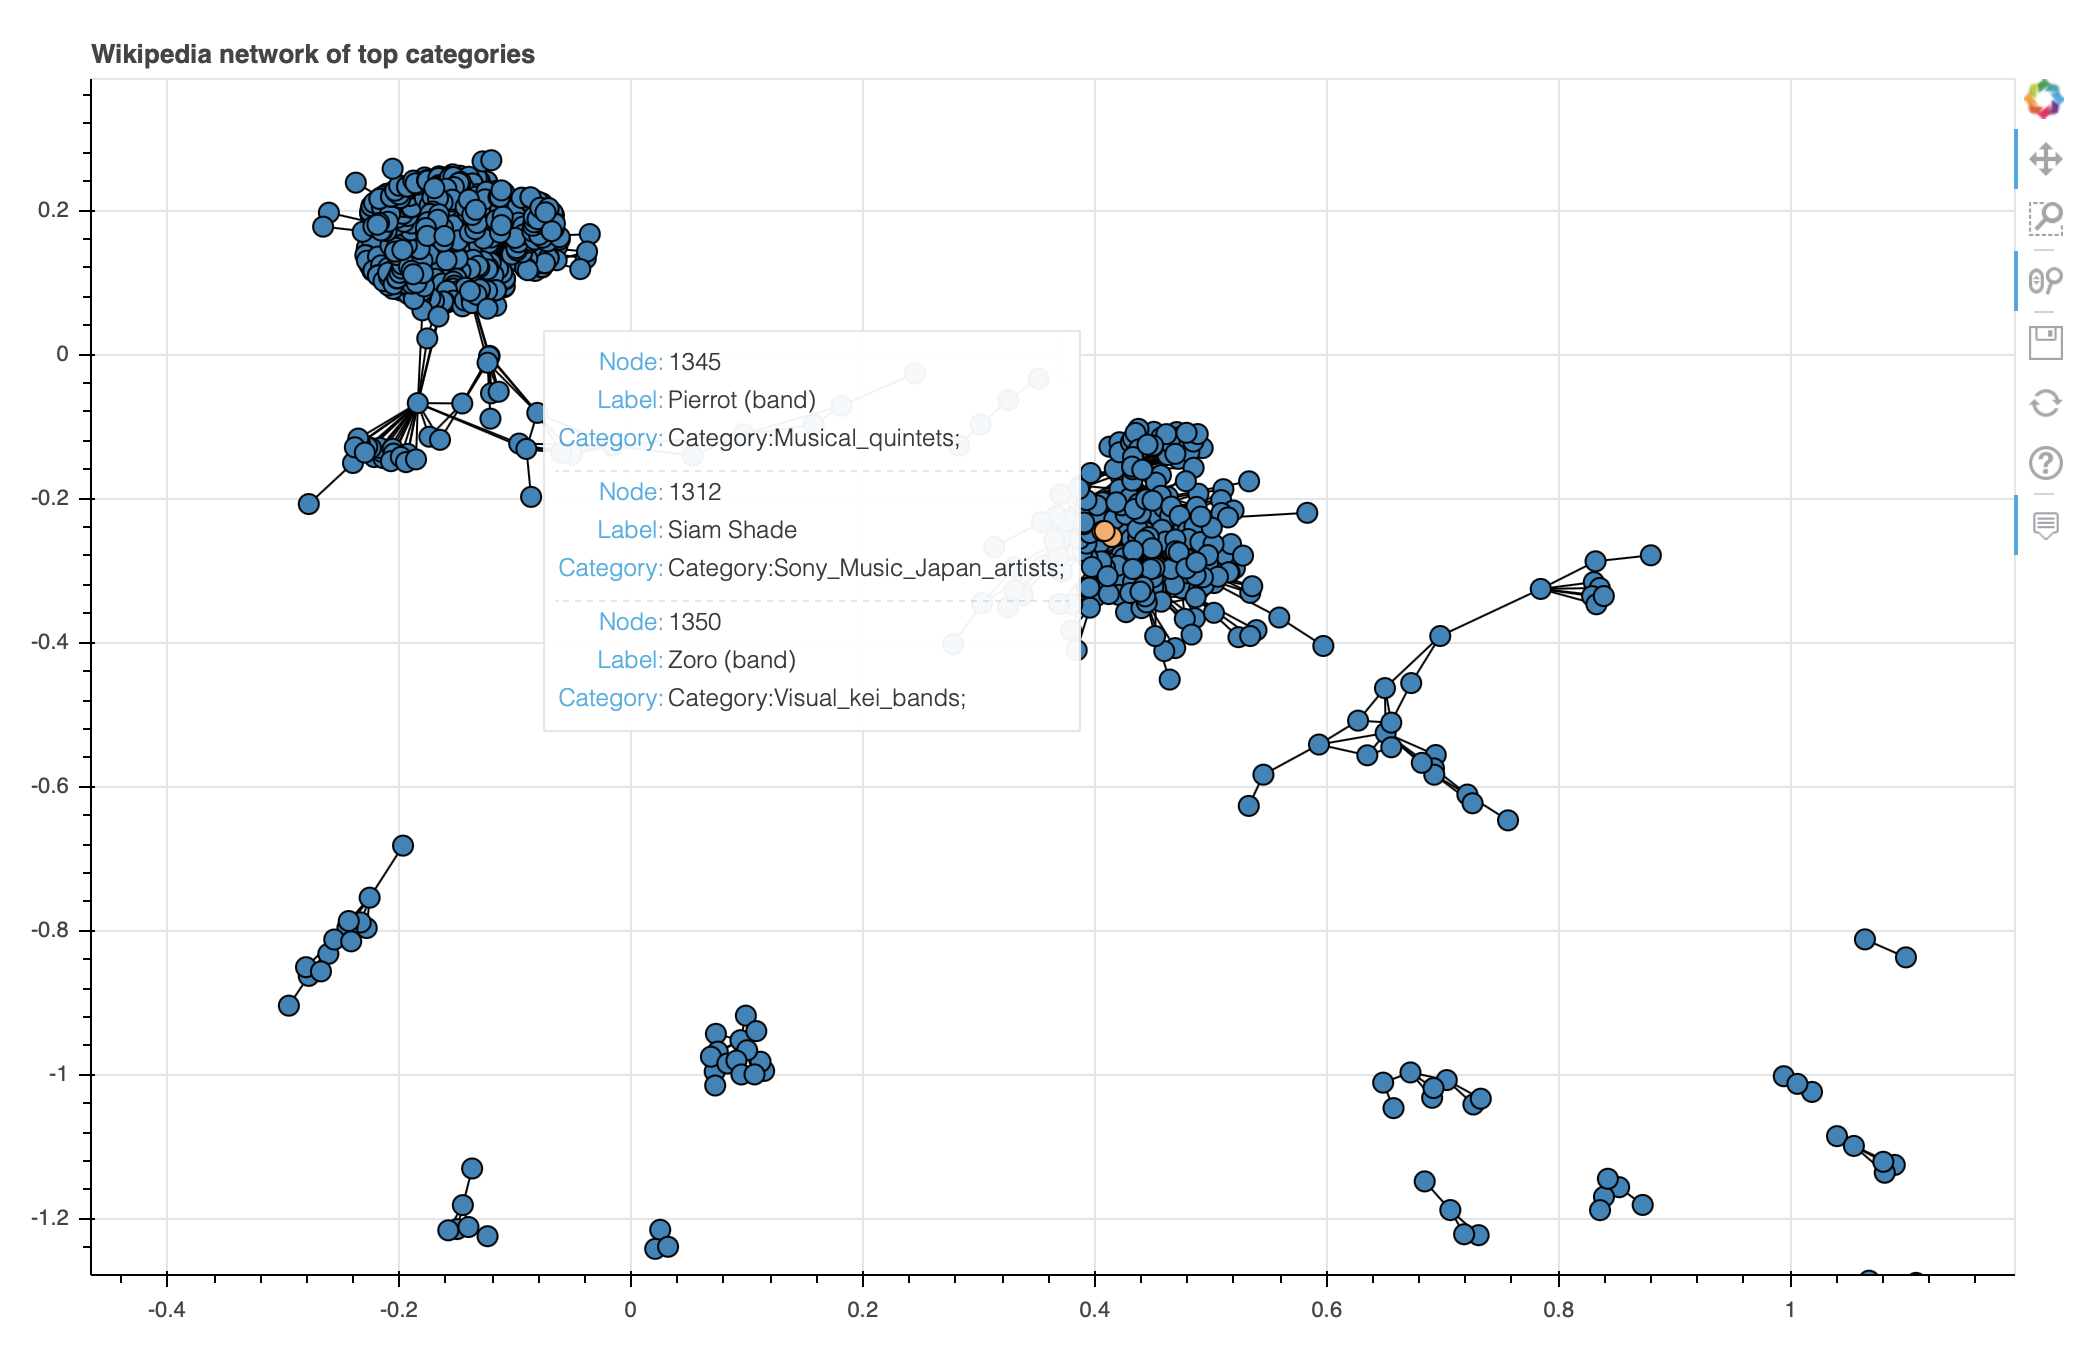 Wikipedia network of top categories
0.2
0
-0.2
-0.4
-0.6
-0.8
-1
-1.2
Node: 1345
Label: Pierrot (band)
Category: Category:Musical_quintets;
Node: 1312
Label: Siam Shade
Category: Category:Sony_Music_Japan_artists;
Node: 1350
Label: Zoro (band)
Category: Category:Visual_kei_bands;
-0.4 -0.2 0 0.2 0.4 0.6 0.8 1